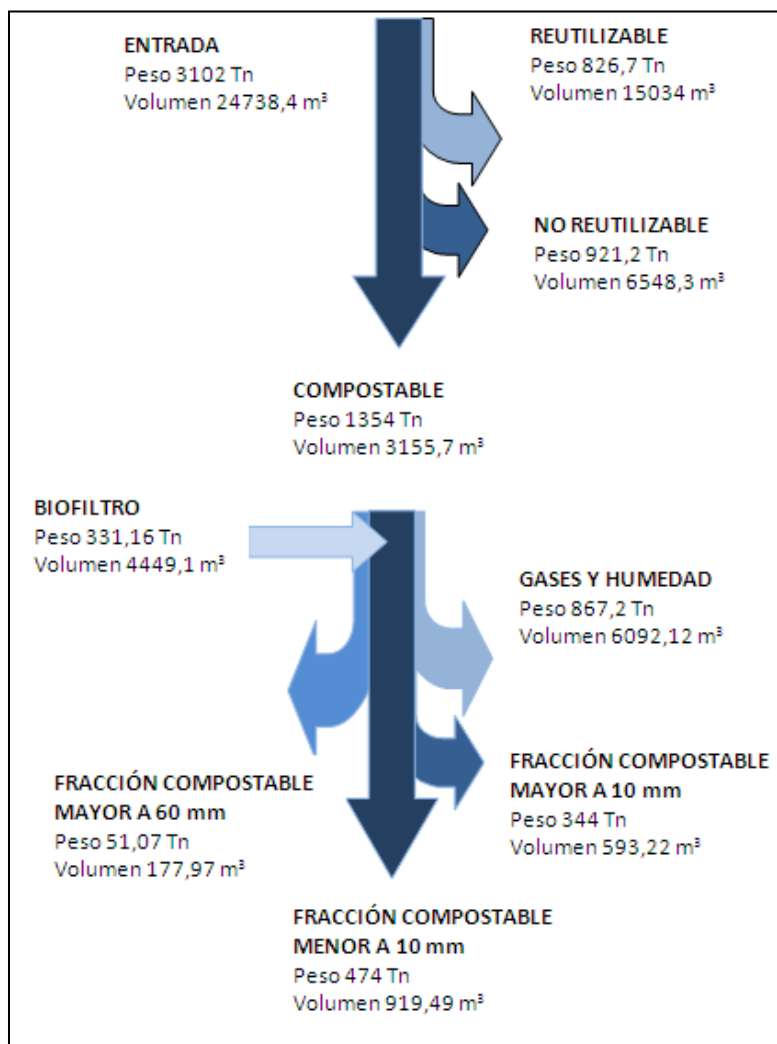 ENTRADA
Peso 3102 Tn
Volumen 24738,4 m³
REUTILIZABLE
Peso 826,7 Tn
Volumen 15034 m³
NO REUTILIZABLE
Peso 921,2 Tn
Volumen 6548,3 m³
COMPOSTABLE
Peso 1354 Tn
Volumen 3155,7 m³
BIOFILTRO
Peso 331,16 Tn
Volumen 4449,1 m³
GASES Y HUMEDAD
Peso 867,2 Tn
Volumen 6092,12 m³
FRACCIÓN COMPOSTABLE
MAYOR A 60 mm
Peso 51,07 Tn
Volumen 177,97 m³
FRACCIÓN COMPOSTABLE
MAYOR A 10 mm
Peso 344 Tn
Volumen 593,22 m³
FRACCIÓN COMPOSTABLE
MENOR A 10 mm
Peso 474 Tn
Volumen 919,49 m³